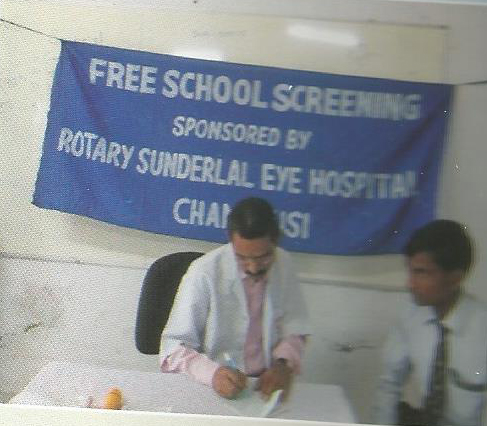 FREE SCHOOL SCREENING
SPONSORED BY
ROTARY SUNDERLAL EYE HOSPITAL